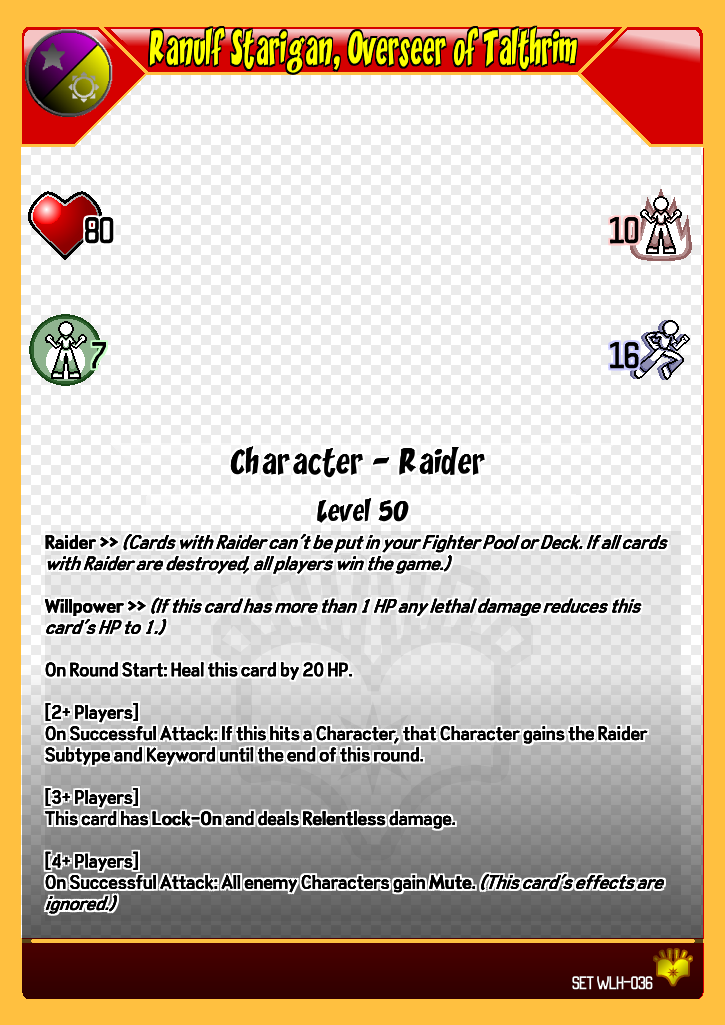 Ranulf Starigan, Overseer of Talthrim
80
10
7
16
Character - Raider
Level 50
Raider >> (Cards with Raider can't be put in your Fighter Pool or Deck. If all cards
with Raider are destroyed, all players win the game.)
Willpower >> (If this card has more than 1 HP any lethal damage reduces this
card's HP to 1.)
On Round Start: Heal this card by 20 HP.
[2+ Players]
On Successful Attack: If this hits a Character, that Character gains the Raider
Subtype and Keyword until the end of this round.
[3+ Players]
This card has Lock-On and deals Relentless damage.
[4+ Players]
On Successful Attack: All enemy Characters gain Mute. (This card's effects are
ignored.)
SET WLH-036